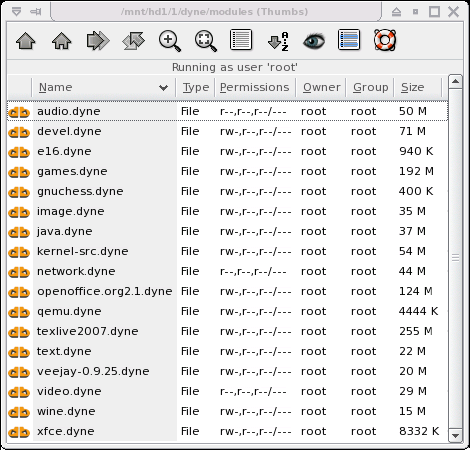 /mnt/hd1/1/dyne/modules (Thumbs)
Running as user 'root'
Name Type Permissions Owner Group Size
audio.dyne File r--,r--,r--/--- root root 50 M
devel.dyne File rw-,r--,r--/--- root root 71 M
e16.dyne File rw-,r--,r--/--- root root 940 K
games.dyne File rw-,r--,r--/--- root root 192 M
gnuchess.dyne File rw-,r--,r--/--- root root 400 K
image.dyne File rw-,r--,r--/--- root root 35 M
java.dyne File rw-,r--,r--/--- root root 37 M
kernel-src.dyne File rw-,r--,r--/--- root root 54 M
network.dyne File r--,r--,r--/--- root root 44 M
openoffice.org2.1.dyne File rw-,r--,r--/--- root root 124 M
qemu.dyne File rw-,r--,r--/--- root root 4444 K
texlive2007.dyne File rw-,r--,r--/--- root root 255 M
text.dyne File rw-,r--,r--/--- root root 22 M
veejay-0.9.25.dyne File rw-,r--,r--/--- root root 20 M
video.dyne File r--,r--,r--/--- root root 29 M
wine.dyne File rw-,r--,r--/--- root root 15 M
xfce.dyne File rw-,r--,r--/--- root root 8332 K